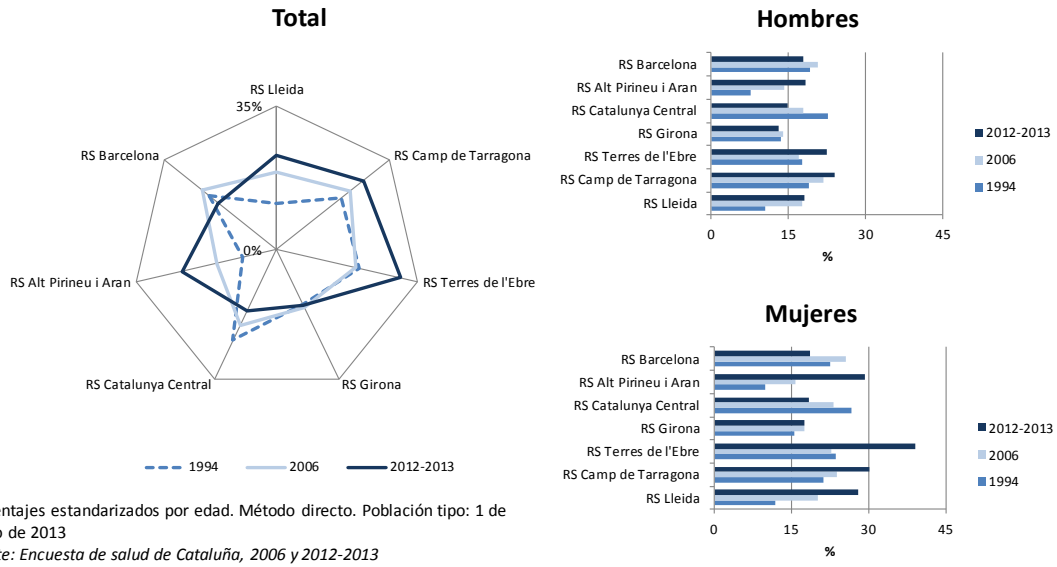 Total
RS Lleida
35%
RS Barcelona
RS Camp de Tarragona
0%
RS Alt Pirineu i Aran
RS Terres de l'Ebre
RS Catalunya Central
RS Girona
1994
2006
2012-2013
entajes estandarizados por edad. Método directo. Población tipo: 1 de
o de 2013
te: Encuesta de salud de Cataluña, 2006 y 2012-2013
Hombres
RS Barcelona
RS Alt Pirineu i Aran
RS Catalunya Central
RS Girona
RS Terres de l'Ebre
RS Camp de Tarragona
RS Lleida
0 15 30 45
%
2012-2013
2006
1994
Mujeres
RS Barcelona
RS Alt Pirineu i Aran
RS Catalunya Central
RS Girona
RS Terres de l'Ebre
RS Camp de Tarragona
RS Lleida
0 15 30 45
%
2012-2013
2006
1994